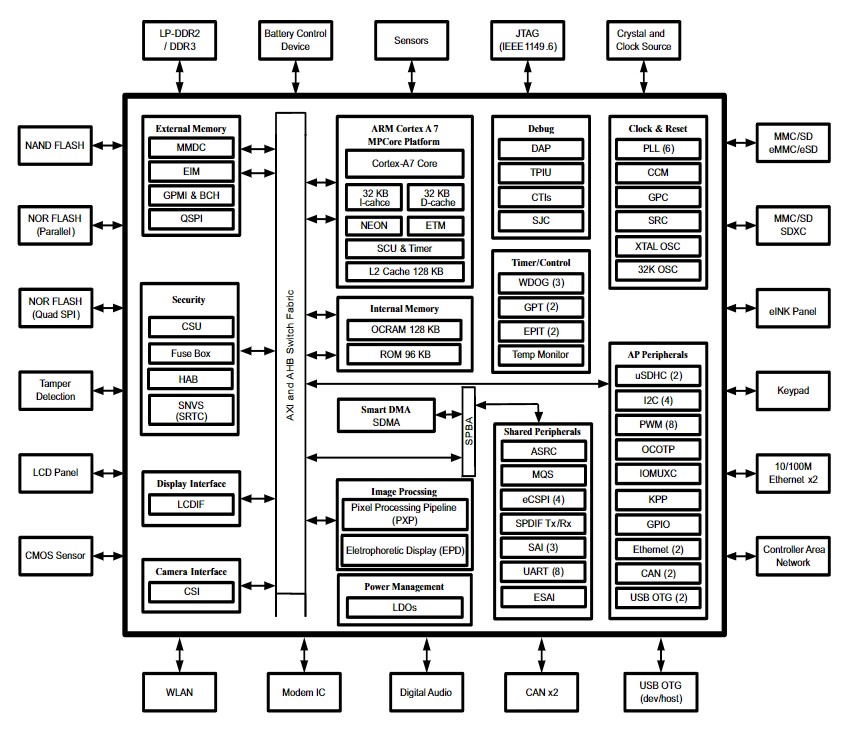 LP-DDR2
/ DDR3
Battery Control
Device
Sensors
JTAG
(IEEE1149.6)
Crystal and
Clock Source
NAND FLASH
NOR FLASH
(Parallel)
NOR FLASH
(Quad SPI)
Tamper
Detection
LCD Panel
CMOS Sensor
External Memory
MMDC
EIM
GPMI & BCH
QSPI
Security
CSU
Fuse Box
HAB
SNVS
(SRTC)
Display Interface
LCDIF
Camera Interface
CSI
AXI and AHB Switch Fabric
ARM Cortex A 7
MPCore Platform
Cortex-A7 Core
32 KB
I-cahce
32 KB
D-cache
NEON
ETM
SCU & Timer
L2 Cache 128 KB
Internal Memory
OCRAM 128 KB
ROM 96 KB
Smart DMA
SDMA
SPBA
Image Processing
Pixel Processing Pipeline
(PXP)
Eletrophoretic Display (EPD)
Power Management
LDOs
Debug
DAP
TPIU
CTIs
SJC
Timer/Control
WDOG (3)
GPT (2)
EPIT (2)
Temp Monitor
Shared Peripherals
ASRC
MQS
eCSPI (4)
SPDIF Tx/Rx
SAI (3)
UART (8)
ESAI
Clock & Reset
PLL (6)
CCM
GPC
SRC
XTAL OSC
32K OSC
AP Peripherals
uSDHC (2)
I2C (4)
PWM (8)
OCOTP
IOMUXC
KPP
GPIO
Ethernet (2)
CAN (2)
USB OTG (2)
MMC/SD
eMMC/eSD
MMC/SD
SDXC
eINK Panel
Keypad
10/100M
Ethernet x2
Controller Area
Network
WLAN
Modem IC
Digital Audio
CAN x2
USB OTG
(dev/host)